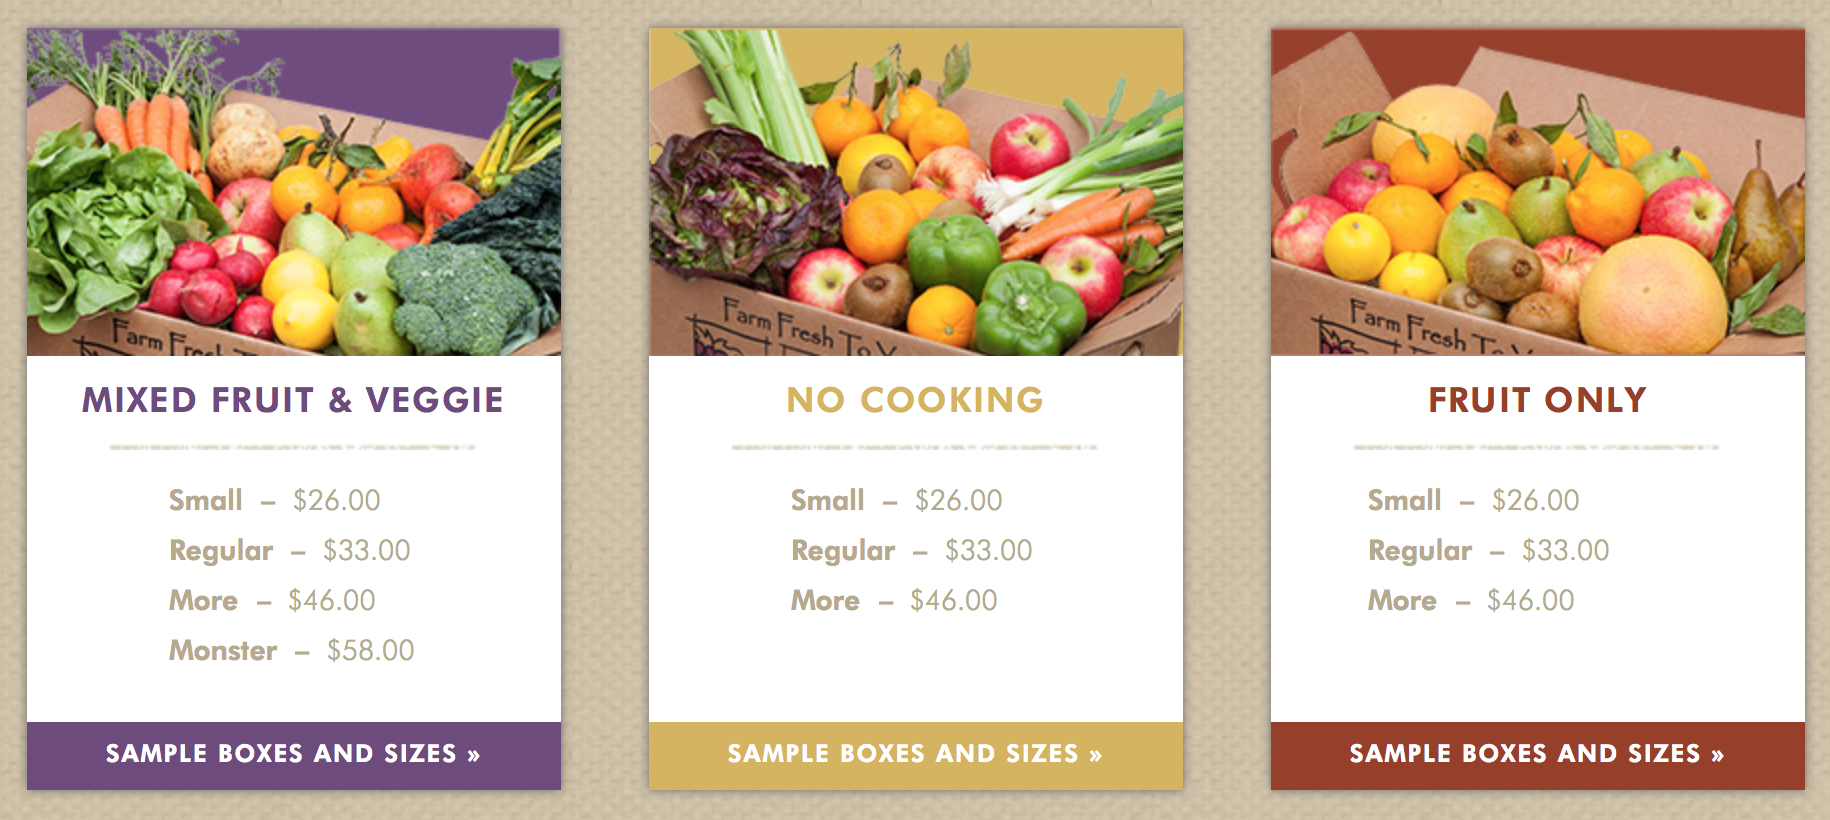 Farm Fresh
MIXED FRUIT & VEGGIE
Small – $26.00
Regular – $33.00
More – $46.00
Monster – $58.00
SAMPLE BOXES AND SIZES »
Farm Fresh To
NO COOKING
Small – $26.00
Regular – $33.00
More – $46.00
SAMPLE BOXES AND SIZES »
Farm Fresh To
FRUIT ONLY
Small – $26.00
Regular – $33.00
More – $46.00
SAMPLE BOXES AND SIZES »